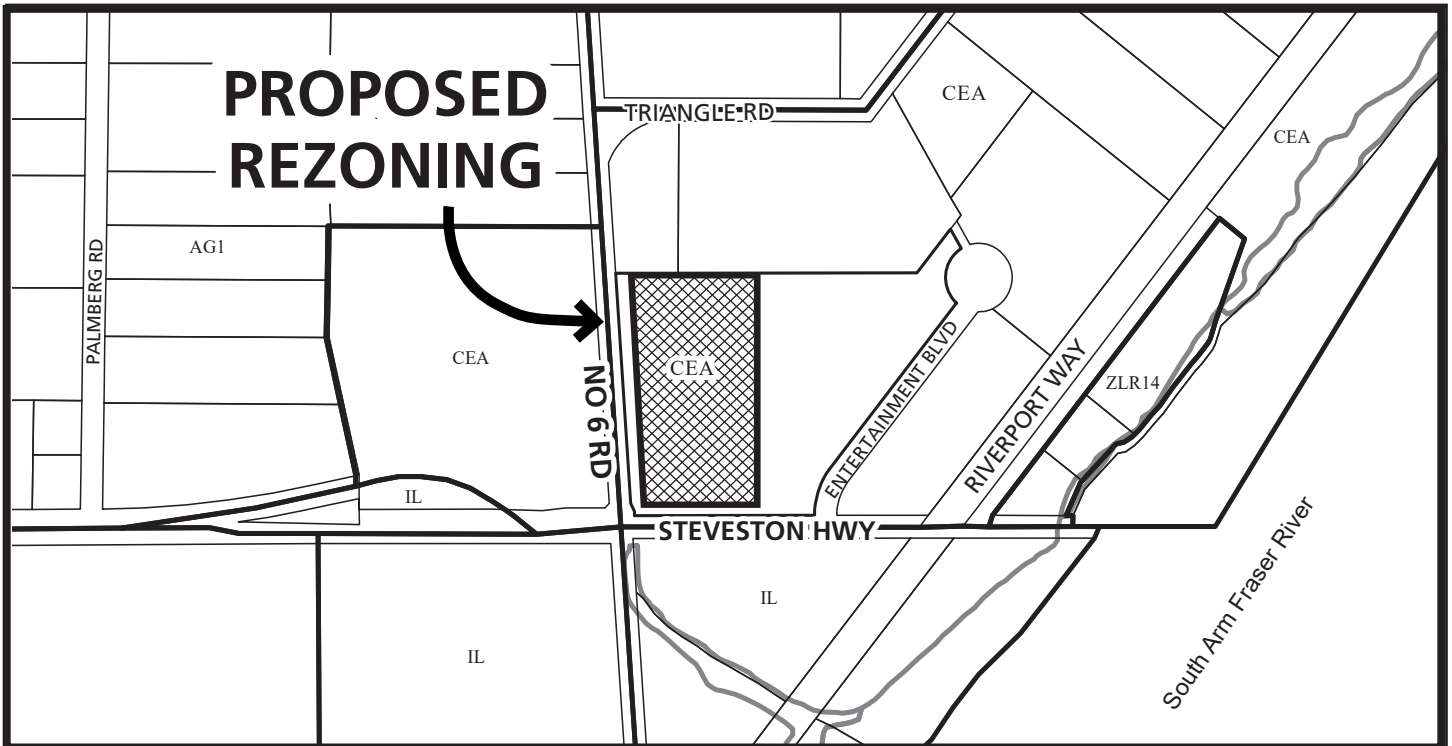 PROPOSED
REZONING
TRIANGLE RD
CEA
CEA
PALMBERG RD
AG1
CEA
NO 6 RD
CEA
ENTERTAINMENT BLVD
RIVERPORT WAY
ZLR14
IL
STEVESTON HWY
IL
IL
South Arm Fraser River